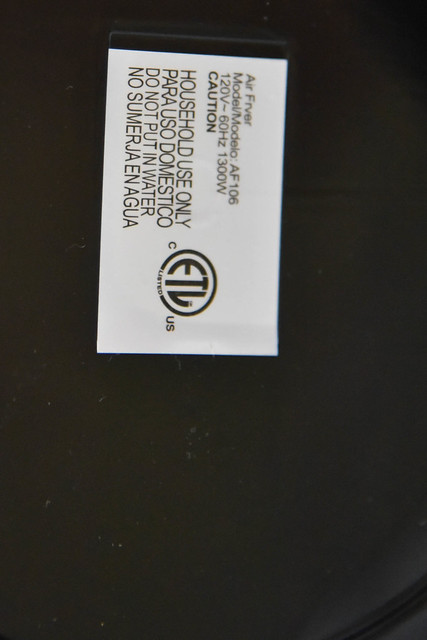 Air Fryer
Model/Modelo: AF106
120V~ 60Hz 1300W
CAUTION
HOUSEHOLD USE ONLY
PARA USO DOMESTICO
DO NOT PUT IN WATER
NO SUMERJA EN AGUA
C
ETL
LISTED
US